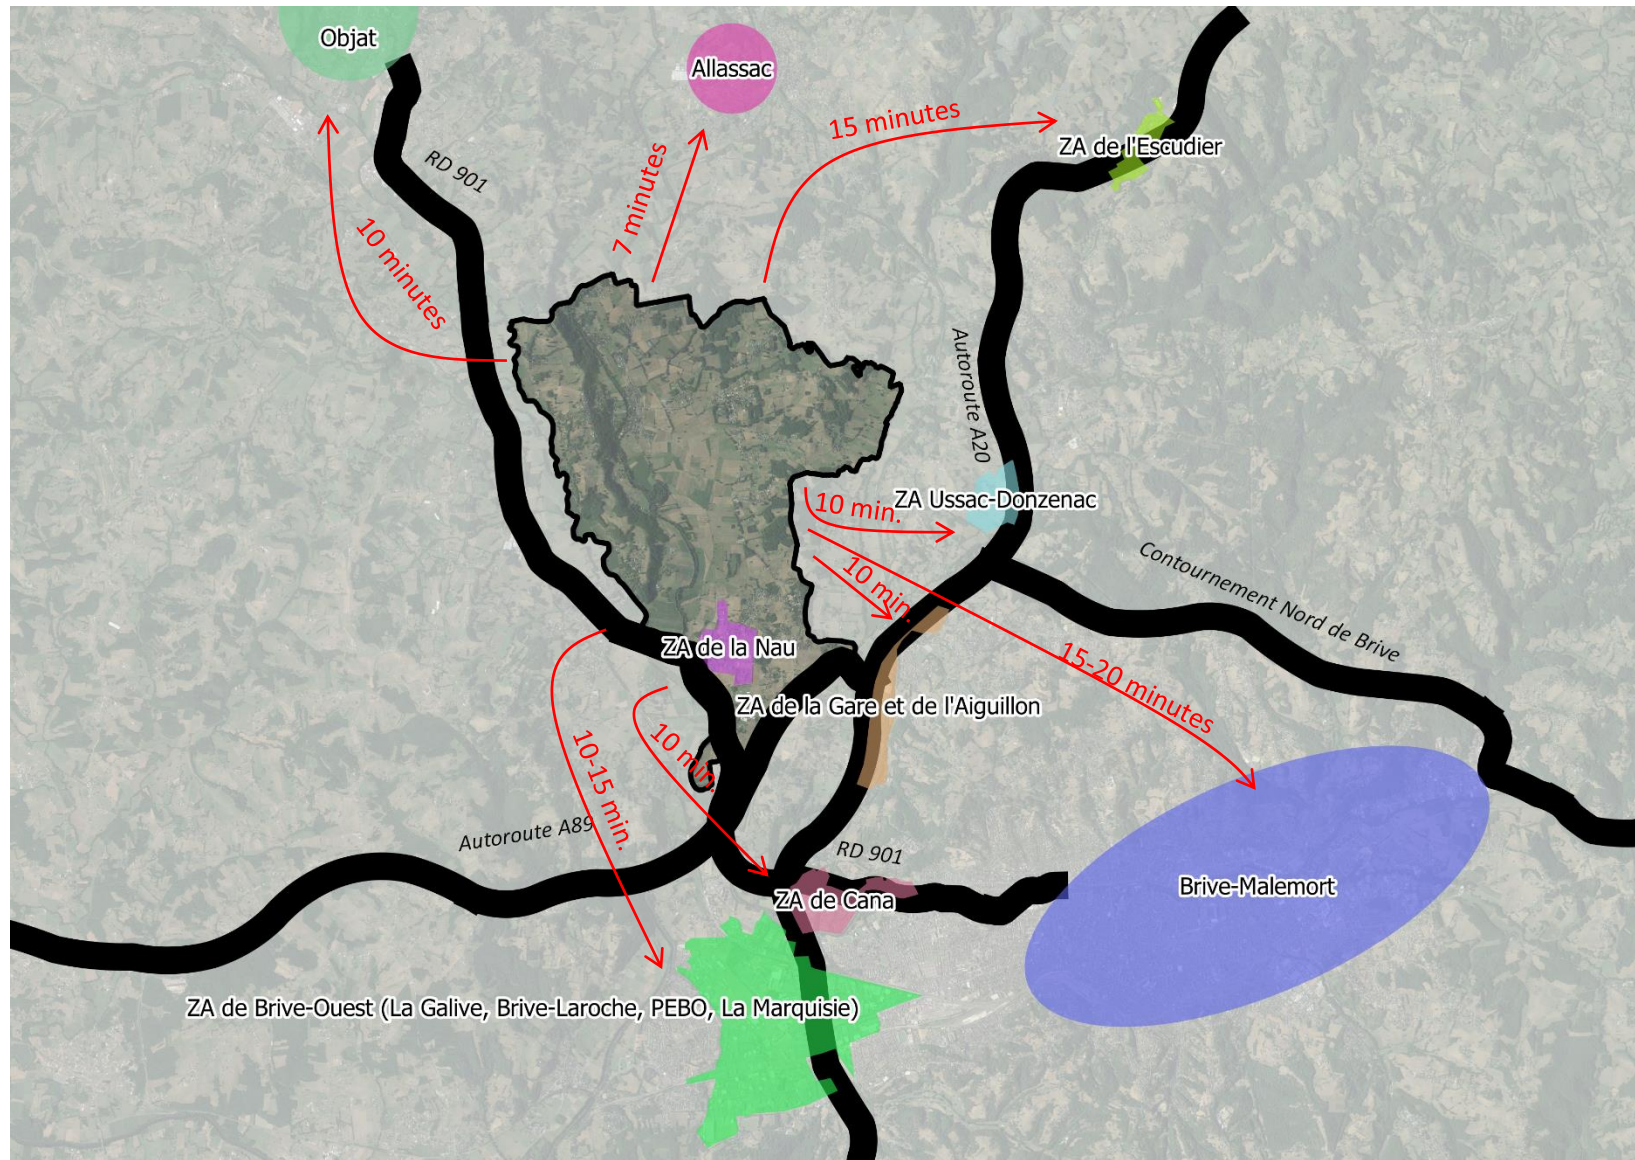 Objat
Allassac
15 minutes
ZA de l'Escudier
RD 901
7 minutes
10 minutes
Autoroute A20
ZA Ussac-Donzenac
10 min.
10 min.
Contournement Nord de Brive
ZA de la Nau
15-20 minutes
ZA de la Gare et de l'Aiguillon
10 min.
10-15 min.
Autoroute A89
RD 901
Brive-Malemort
ZA de Cana
ZA de Brive-Ouest (La Galive, Brive-Laroche, PEBO, La Marquisie)